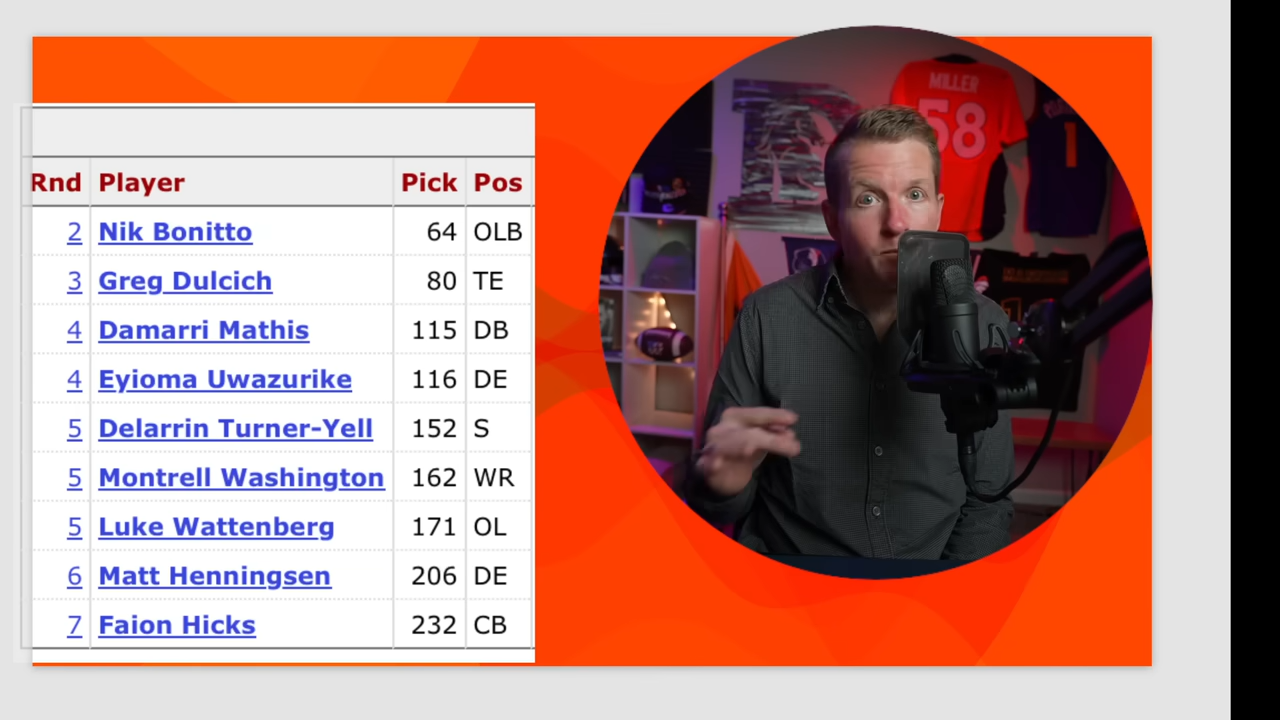 Rnd Player Pick Pos
2 Nik Bonitto 64 OLB
3 Greg Dulcich 80 TE
4 Damarri Mathis 115 DB
4 Eyioma Uwazurike 116 DE
5 Delarrin Turner-Yell 152 S
5 Montrell Washington 162 WR
5 Luke Wattenberg 171 OL
6 Matt Henningsen 206 DE
7 Faion Hicks 232 CB
MILLER
58
1